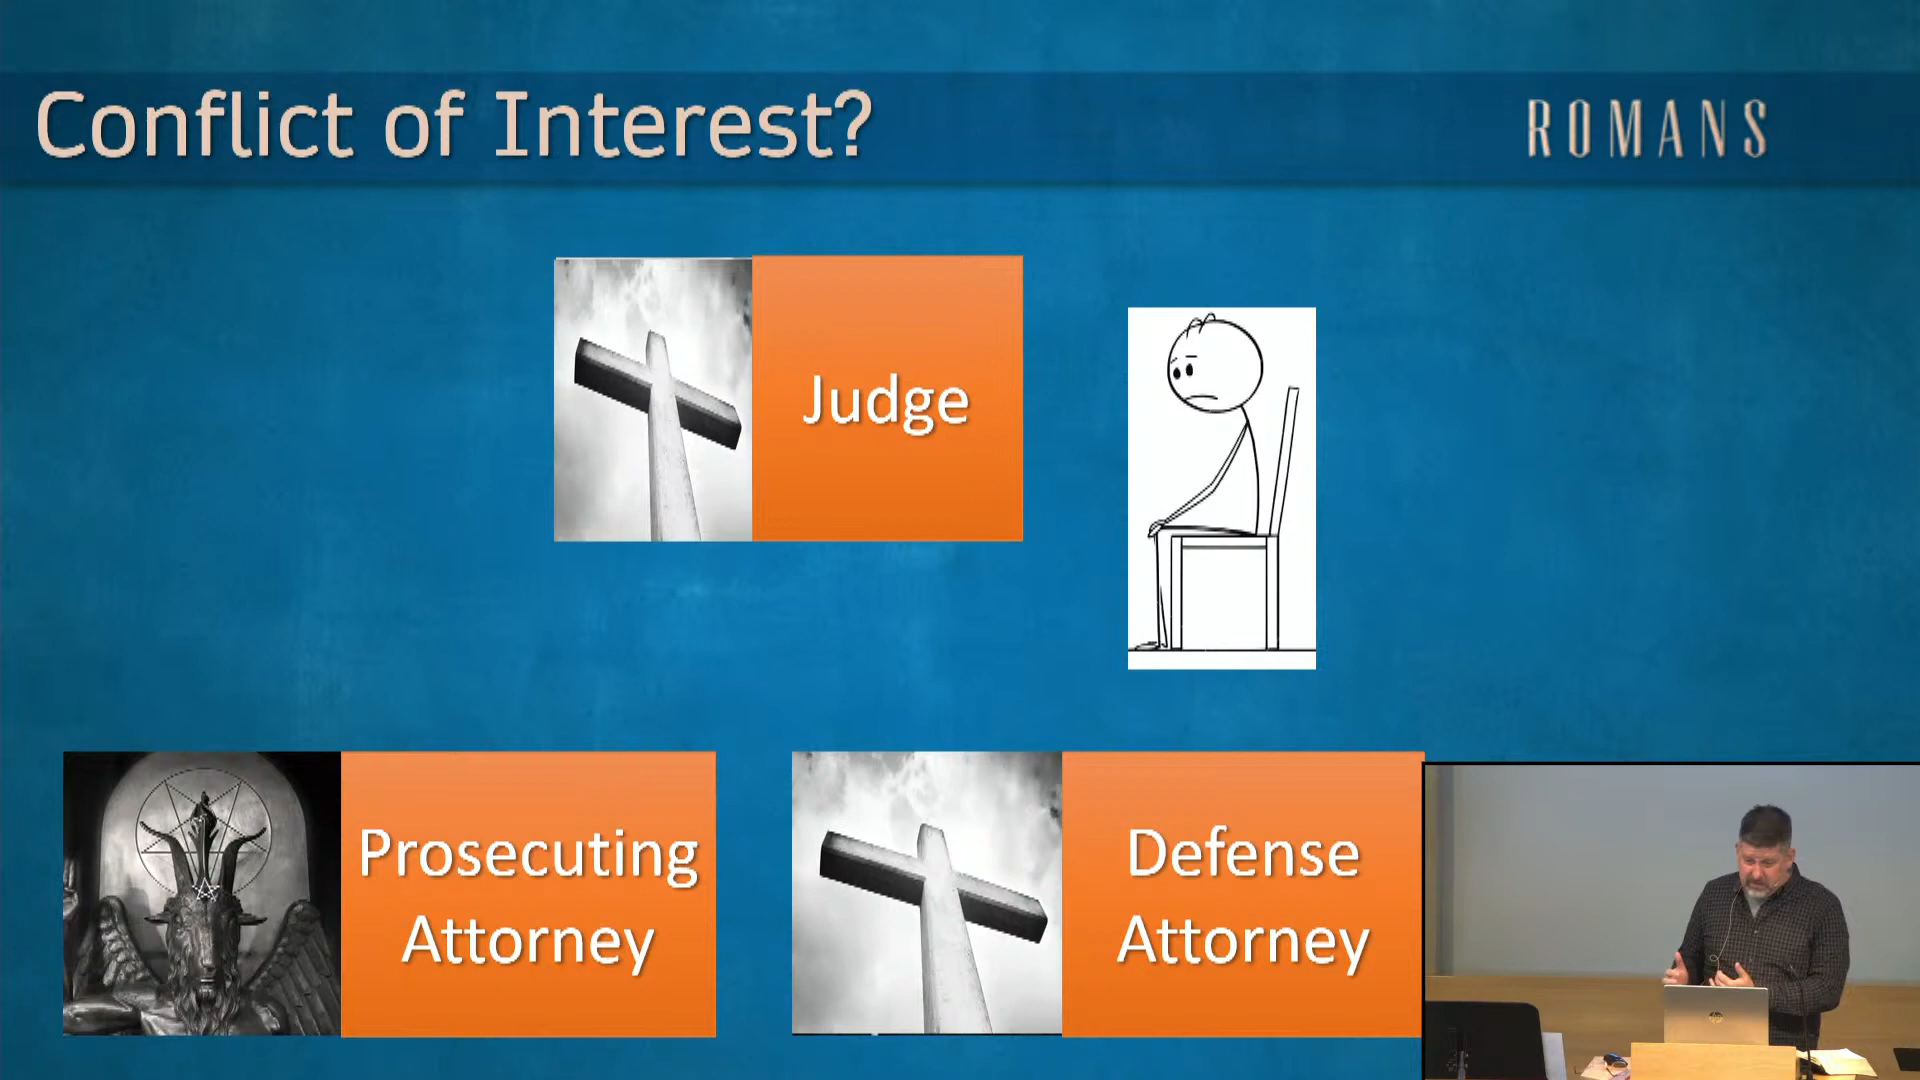 Conflict of Interest?
ROMANS
Judge
Prosecuting
Attorney
Defense
Attorney